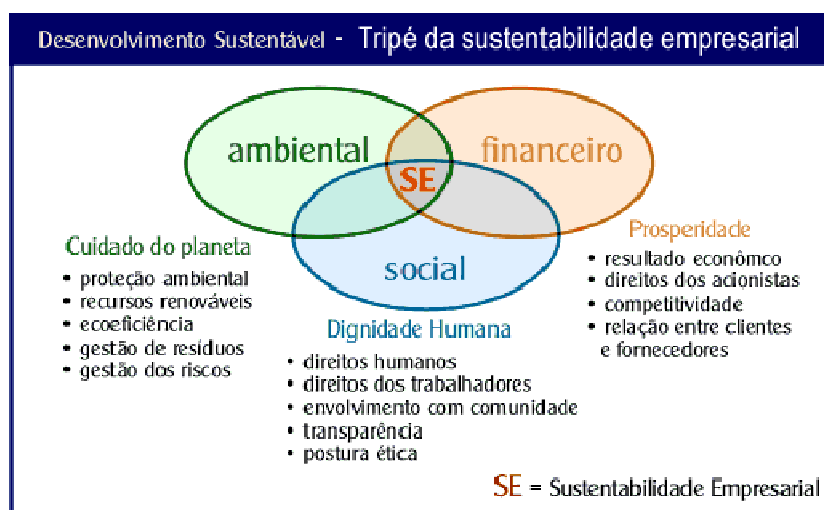 Desenvolvimento Sustentável - Tripé da sustentabilidade empresarial
ambiental
financeiro
SE
social
Cuidado do planeta
• proteção ambiental
• recursos renováveis
• ecoeficiência
• gestão de resíduos
• gestão dos riscos
Dignidade Humana
• direitos humanos
• direitos dos trabalhadores
• envolvimento com comunidade
• transparência
• postura ética
Prosperidade
• resultado econômco
• direitos dos acionistas
• competitividade
• relação entre clientes
e fornecedores
SE = Sustentabilidade Empresarial